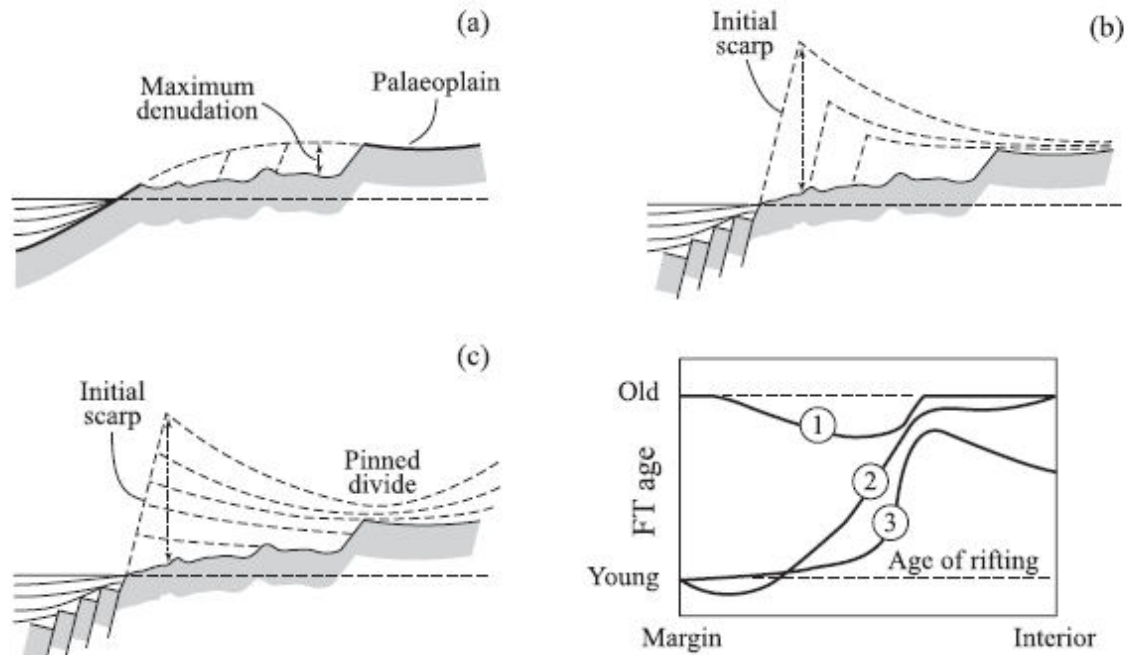 (a)
Maximum
denudation
Palaeoplain
Initial
scarp
(b)
(c)
Initial
scarp
Pinned
divide
Old
FT age
Young
1
2
3
Age of rifting
Margin
Interior